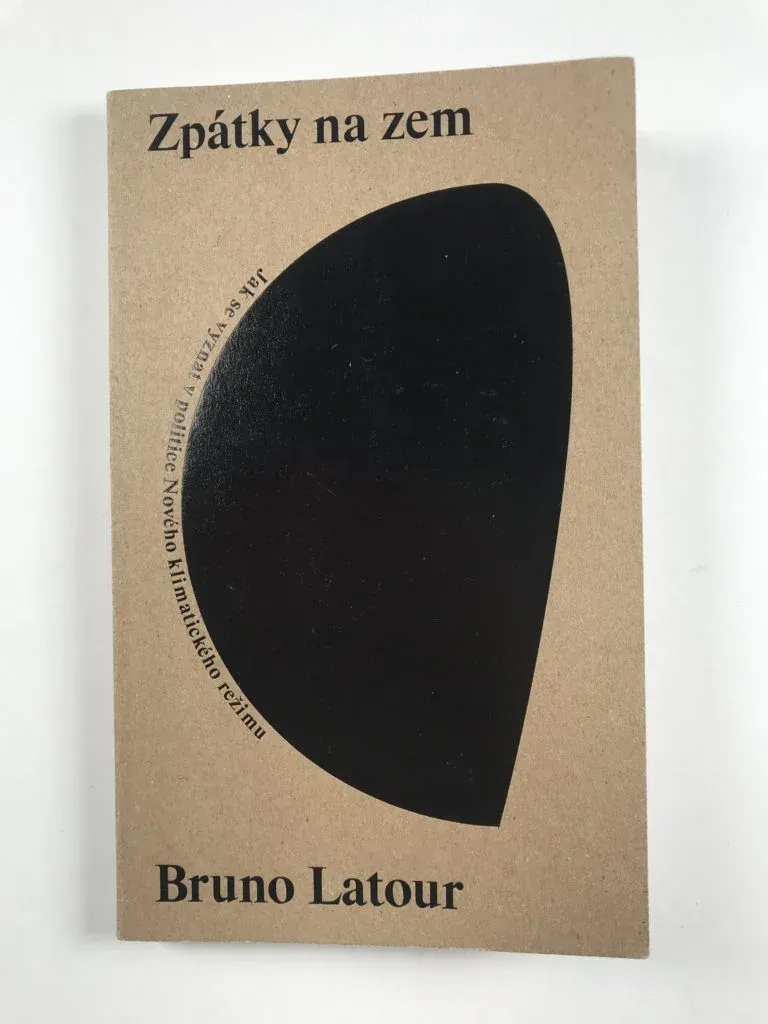 Zpátky na zem
Jak se vyznat v politice Nového klimatického režimu
Bruno Latour